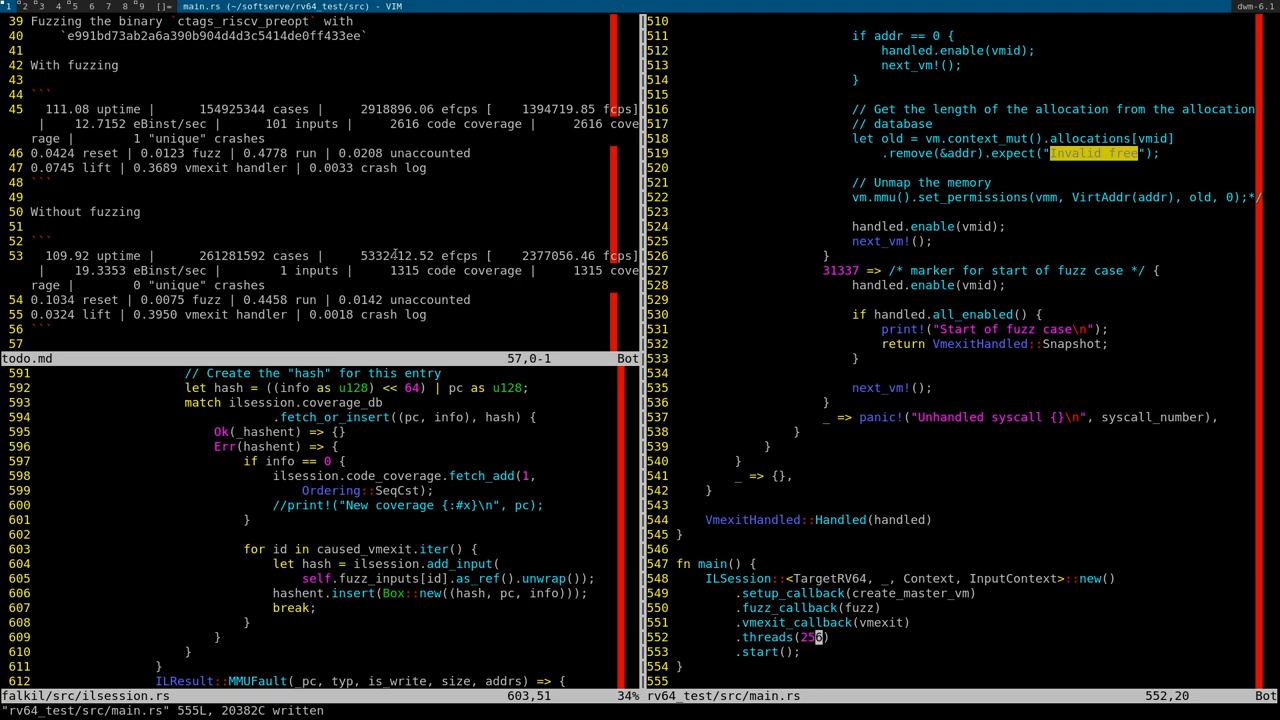 1 2 3 4 5 6 7 8 9 []= main.rs (~/softserve/rv64_test/src) - VIM dwm-6.1
39 Fuzzing the binary `ctags_riscv_preopt` with
40     `e991bd73ab2a6a390b904d4d3c5414de0ff433ee`
41
42 With fuzzing
43
44 ```
45   111.08 uptime |      154925344 cases |     2918896.06 efcps [    1394719.85 fcps]
 |    12.7152 eBinst/sec |      101 inputs |     2616 code coverage |     2616 cove
rage |      1 "unique" crashes
46 0.0424 reset | 0.0123 fuzz | 0.4778 run | 0.0208 unaccounted
47 0.0745 lift | 0.3689 vmexit handler | 0.0033 crash log
48 ```
49
50 Without fuzzing
51
52 ```
53   109.92 uptime |      261281592 cases |     5332412.52 efcps [    2377056.46 fcps]
 |    19.3353 eBinst/sec |        1 inputs |     1315 code coverage |     1315 cove
rage |      0 "unique" crashes
54 0.1034 reset | 0.0075 fuzz | 0.4458 run | 0.0142 unaccounted
55 0.0324 lift | 0.3950 vmexit handler | 0.0018 crash log
56 ```
57
todo.md 57,0-1 Bot
591                     // Create the "hash" for this entry
592                     let hash = ((info as u128) << 64) | pc as u128;
593                     match ilsession.coverage_db
594                                 .fetch_or_insert((pc, info), hash) {
595                         Ok(_hashent) => {}
596                         Err(hashent) => {
597                             if info == 0 {
598                                 ilsession.code_coverage.fetch_add(1,
599                                     Ordering::SeqCst);
600                                 //print!("New coverage {:#x}\n", pc);
601                             }
602
603                             for id in caused_vmexit.iter() {
604                                 let hash = ilsession.add_input(
605                                     self.fuzz_inputs[id].as_ref().unwrap());
606                                 hashent.insert(Box::new((hash, pc, info)));
607                                 break;
608                             }
609                         }
610                     }
611                 }
612                 ILResult::MMUFault(_pc, typ, is_write, size, addrs) => {
falkil/src/ilsession.rs 603,51 34%
510
511                         if addr == 0 {
512                             handled.enable(vmid);
513                             next_vm!();
514                         }
515
516                         // Get the length of the allocation from the allocation
517                         // database
518                         let old = vm.context_mut().allocations[vmid]
519                             .remove(&addr).expect("Invalid free");
520
521                         // Unmap the memory
522                         vm.mmu().set_permissions(vmm, VirtAddr(addr), old, 0);*/
523
524                         handled.enable(vmid);
525                         next_vm!();
526                     }
527                     31337 => /* marker for start of fuzz case */ {
528                         handled.enable(vmid);
529
530                         if handled.all_enabled() {
531                             print!("Start of fuzz case\n");
532                             return VmexitHandled::Snapshot;
533                         }
534
535                         next_vm!();
536                     }
537                     _ => panic!("Unhandled syscall {}\n", syscall_number),
538                 }
539             }
540         }
541         _ => {},
542     }
543
544     VmexitHandled::Handled(handled)
545 }
546
547 fn main() {
548     ILSession::<TargetRV64, _, Context, InputContext>::new()
549         .setup_callback(create_master_vm)
550         .fuzz_callback(fuzz)
551         .vmexit_callback(vmexit)
552         .threads(256)
553         .start();
554 }
555
rv64_test/src/main.rs 552,20 Bot
"rv64_test/src/main.rs" 555L, 20382C written